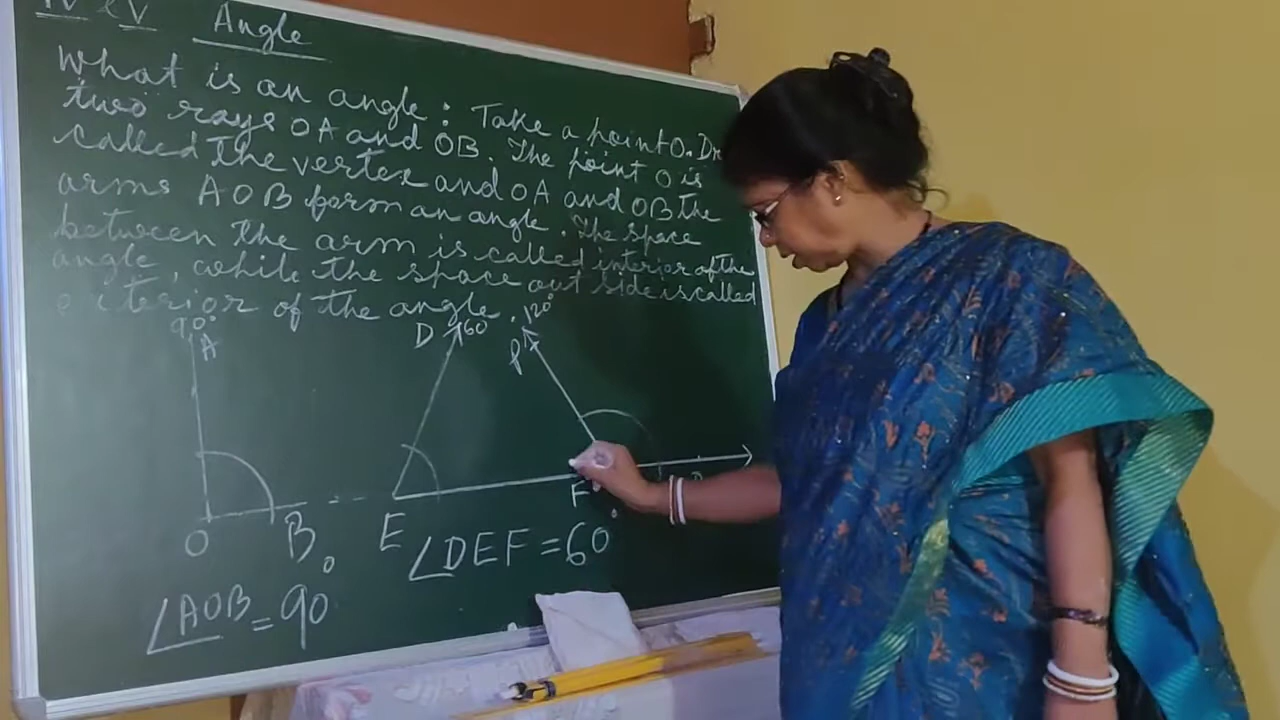 IV & V Angle
What is an angle : Take a point O. Dr
two rays OA and OB. The point O is
called the vertex and OA and OB the
arms AOB form an angle. The space
between the arm is called interior of the
angle, while the space out side is called
exterior of the angle.
90°
A
D 60°
120°
P
O
B
E
F
∠AOB = 90°
∠DEF = 60°